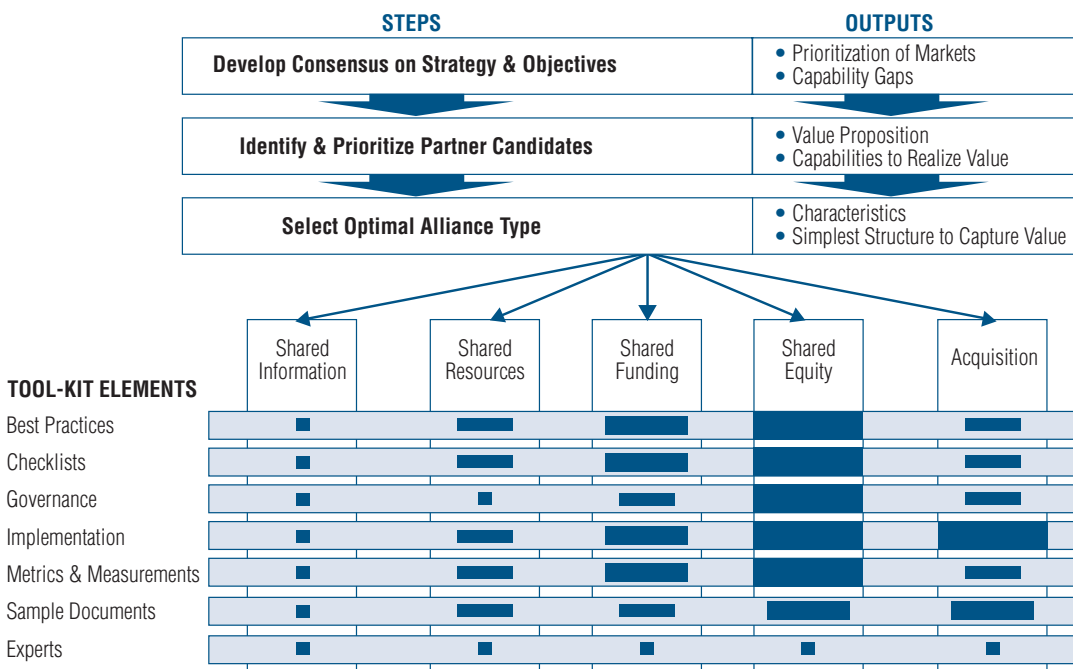 STEPS
OUTPUTS
Develop Consensus on Strategy & Objectives
• Prioritization of Markets
• Capability Gaps
Identify & Prioritize Partner Candidates
• Value Proposition
• Capabilities to Realize Value
Select Optimal Alliance Type
• Characteristics
• Simplest Structure to Capture Value
Shared
Information
Shared
Resources
Shared
Funding
Shared
Equity
Acquisition
TOOL-KIT ELEMENTS
Best Practices
Checklists
Governance
Implementation
Metrics & Measurements
Sample Documents
Experts